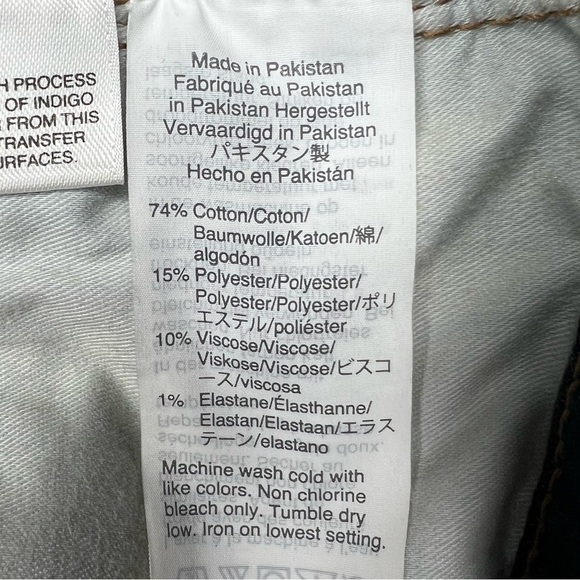 H PROCESS
OF INDIGO
FROM THIS
TRANSFER
URFACES.
Made in Pakistan
Fabriqué au Pakistan
in Pakistan Hergestellt
Vervaardigd in Pakistan
パキスタン製
Hecho en Pakistán
74% Cotton/Coton/
Baumwolle/Katoen/綿/
algodón
15% Polyester/Polyester/
Polyester/Polyester/ポリ
エステル/poliéster
10% Viscose/Viscose/
Viskose/Viscose/ビスコ
ース/viscosa
1% Elastane/Élasthanne/
Elastan/Elastaan/エラス
テーン/elastano
Machine wash cold with
like colors. Non chlorine
bleach only. Tumble dry
low. Iron on lowest setting.